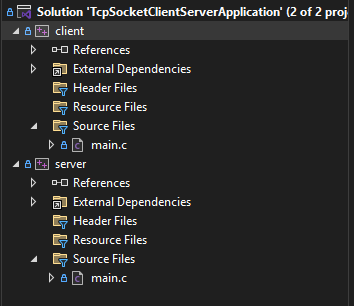 Solution 'TcpSocketClientServerApplication' (2 of 2 proj
client
References
External Dependencies
Header Files
Resource Files
Source Files
main.c
server
References
External Dependencies
Header Files
Resource Files
Source Files
main.c